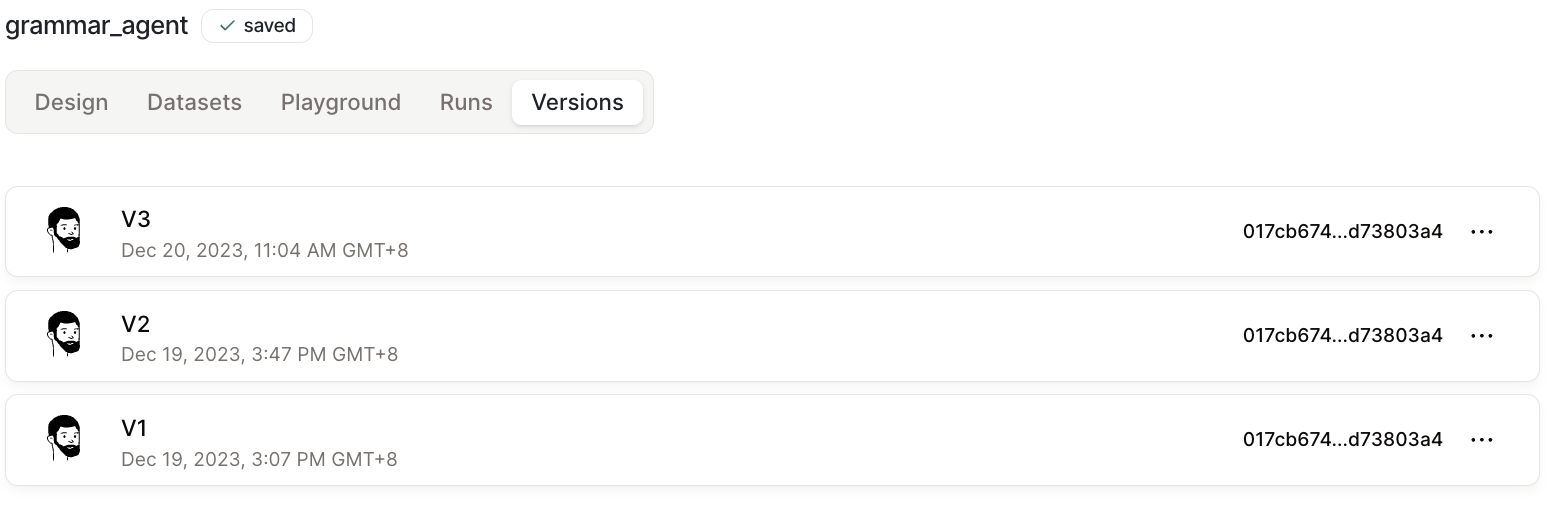 grammar_agent saved
Design Datasets Playground Runs Versions
V3
Dec 20, 2023, 11:04 AM GMT+8
017cb674...d73803a4
V2
Dec 19, 2023, 3:47 PM GMT+8
017cb674...d73803a4
V1
Dec 19, 2023, 3:07 PM GMT+8
017cb674...d73803a4